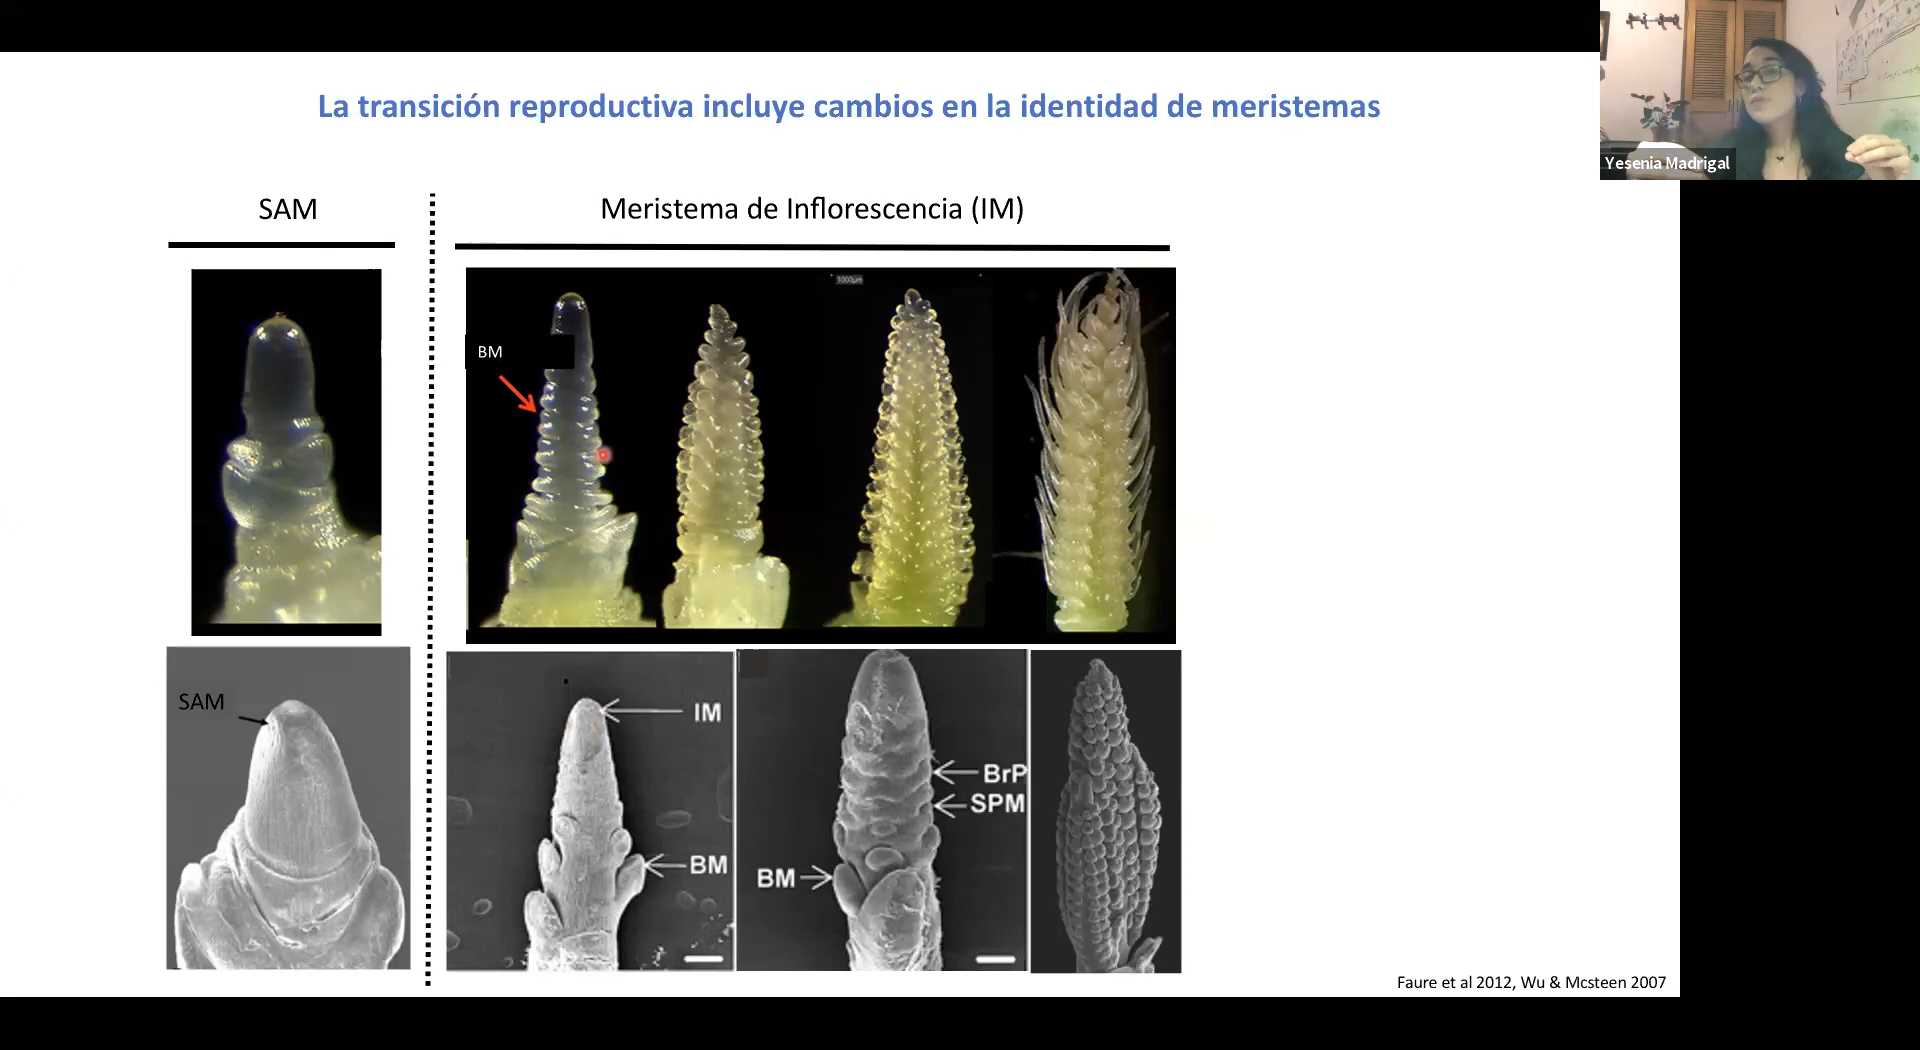 La transición reproductiva incluye cambios en la identidad de meristemas
Yesenia Madrigal
SAM
Meristema de Inflorescencia (IM)
1000µm
BM
SAM
IM
BM
BrP
SPM
BM
Faure et al 2012, Wu & Mcsteen 2007